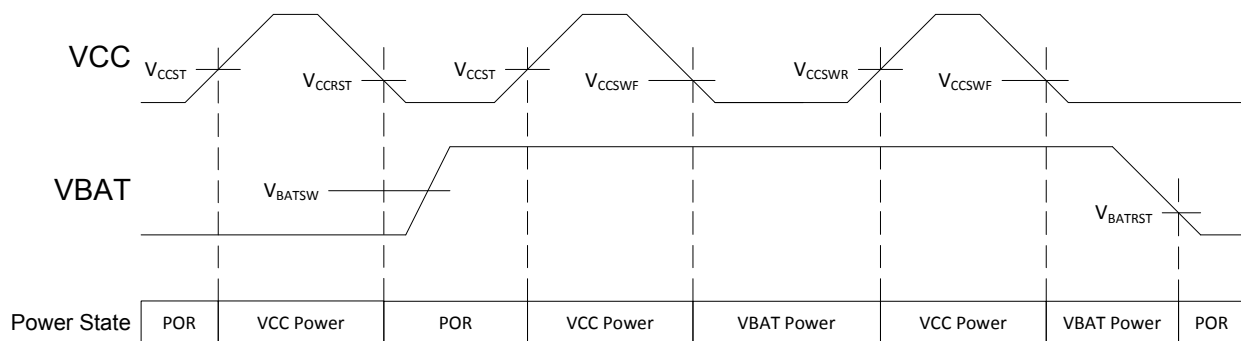 VCC
VCCST
VCCRST
VCCST
VCCSWF
VCCSWR
VCCSWF
VBAT
VBATSW
VBATRST
Power State POR VCC Power POR VCC Power VBAT Power VCC Power VBAT Power POR